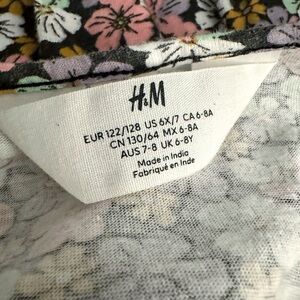 H&M
EUR 122/128 US 6X/7 CA 6-8A
CN 130/64 MX 6-8A
AUS 7-8 UK 6-8Y
Made in India
Fabriqué en Inde